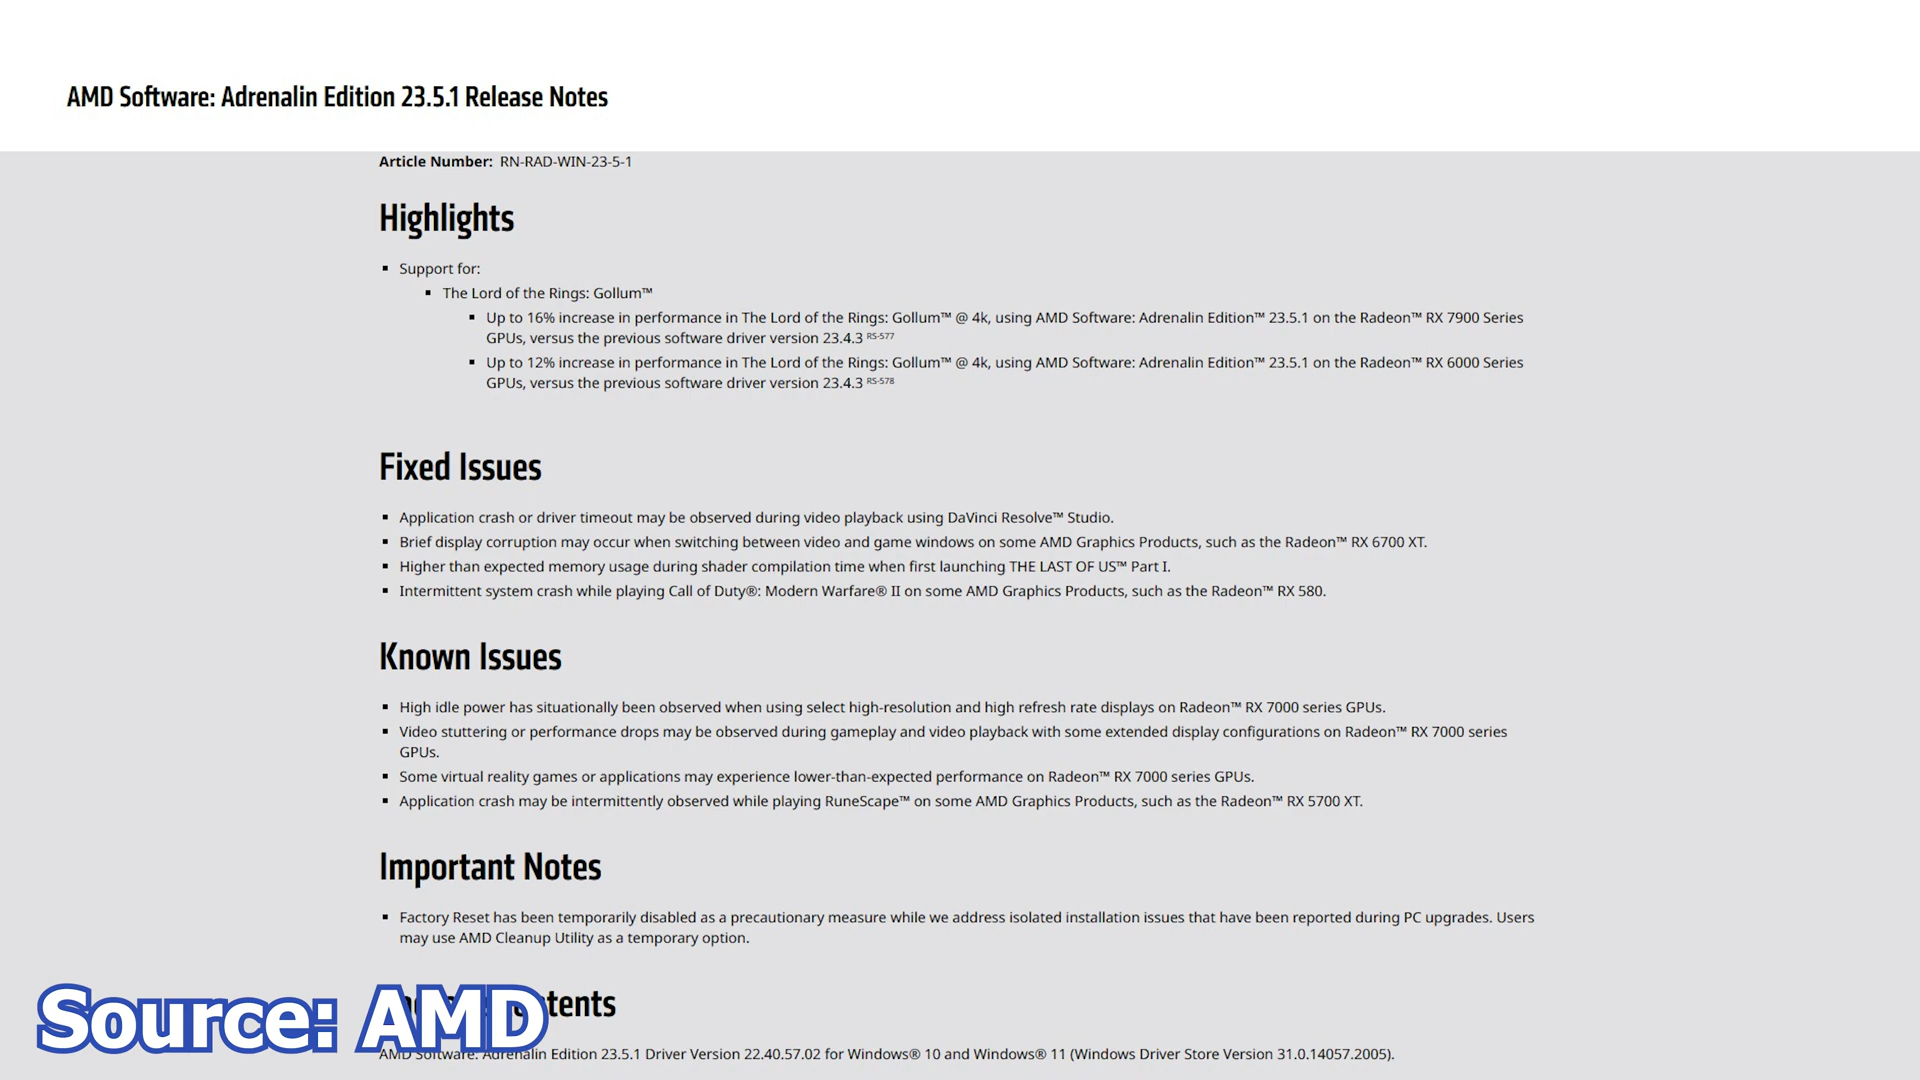 AMD Software: Adrenalin Edition 23.5.1 Release Notes
Article Number: RN-RAD-WIN-23-5-1
Highlights
▪ Support for:
▪ The Lord of the Rings: Gollum™
▪ Up to 16% increase in performance in The Lord of the Rings: Gollum™ @ 4k, using AMD Software: Adrenalin Edition™ 23.5.1 on the Radeon™ RX 7900 Series
GPUs, versus the previous software driver version 23.4.3 RS-577
▪ Up to 12% increase in performance in The Lord of the Rings: Gollum™ @ 4k, using AMD Software: Adrenalin Edition™ 23.5.1 on the Radeon™ RX 6000 Series
GPUs, versus the previous software driver version 23.4.3 RS-578
Fixed Issues
▪ Application crash or driver timeout may be observed during video playback using DaVinci Resolve™ Studio.
▪ Brief display corruption may occur when switching between video and game windows on some AMD Graphics Products, such as the Radeon™ RX 6700 XT.
▪ Higher than expected memory usage during shader compilation time when first launching THE LAST OF US™ Part I.
▪ Intermittent system crash while playing Call of Duty®: Modern Warfare® II on some AMD Graphics Products, such as the Radeon™ RX 580.
Known Issues
▪ High idle power has situationally been observed when using select high-resolution and high refresh rate displays on Radeon™ RX 7000 series GPUs.
▪ Video stuttering or performance drops may be observed during gameplay and video playback with some extended display configurations on Radeon™ RX 7000 series
GPUs.
▪ Some virtual reality games or applications may experience lower-than-expected performance on Radeon™ RX 7000 series GPUs.
▪ Application crash may be intermittently observed while playing RuneScape™ on some AMD Graphics Products, such as the Radeon™ RX 5700 XT.
Important Notes
▪ Factory Reset has been temporarily disabled as a precautionary measure while we address isolated installation issues that have been reported during PC upgrades. Users
may use AMD Cleanup Utility as a temporary option.
Source: AMD
AMD Software: Adrenalin Edition 23.5.1 Driver Version 22.40.57.02 for Windows® 10 and Windows® 11 (Windows Driver Store Version 31.0.14057.2005).